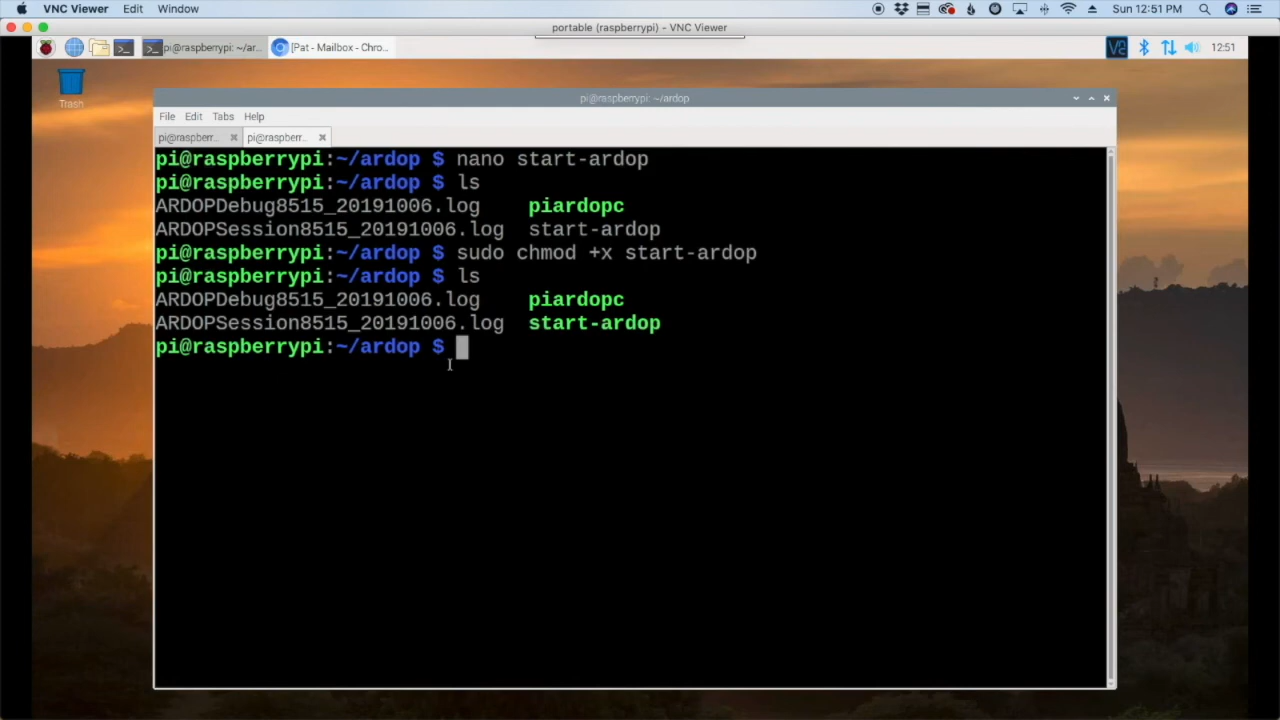 VNC Viewer Edit Window Sun 12:51 PM
portable (raspberrypi) - VNC Viewer
pi@raspberrypi: ~/ar... [Pat - Mailbox - Chro... 12:51
Trash
pi@raspberrypi: ~/ardop
File Edit Tabs Help
pi@raspberr... pi@raspberr...
pi@raspberrypi:~/ardop $ nano start-ardop
pi@raspberrypi:~/ardop $ ls
ARDOPDebug8515_20191006.log piardopc
ARDOPSession8515_20191006.log start-ardop
pi@raspberrypi:~/ardop $ sudo chmod +x start-ardop
pi@raspberrypi:~/ardop $ ls
ARDOPDebug8515_20191006.log piardopc
ARDOPSession8515_20191006.log start-ardop
pi@raspberrypi:~/ardop $